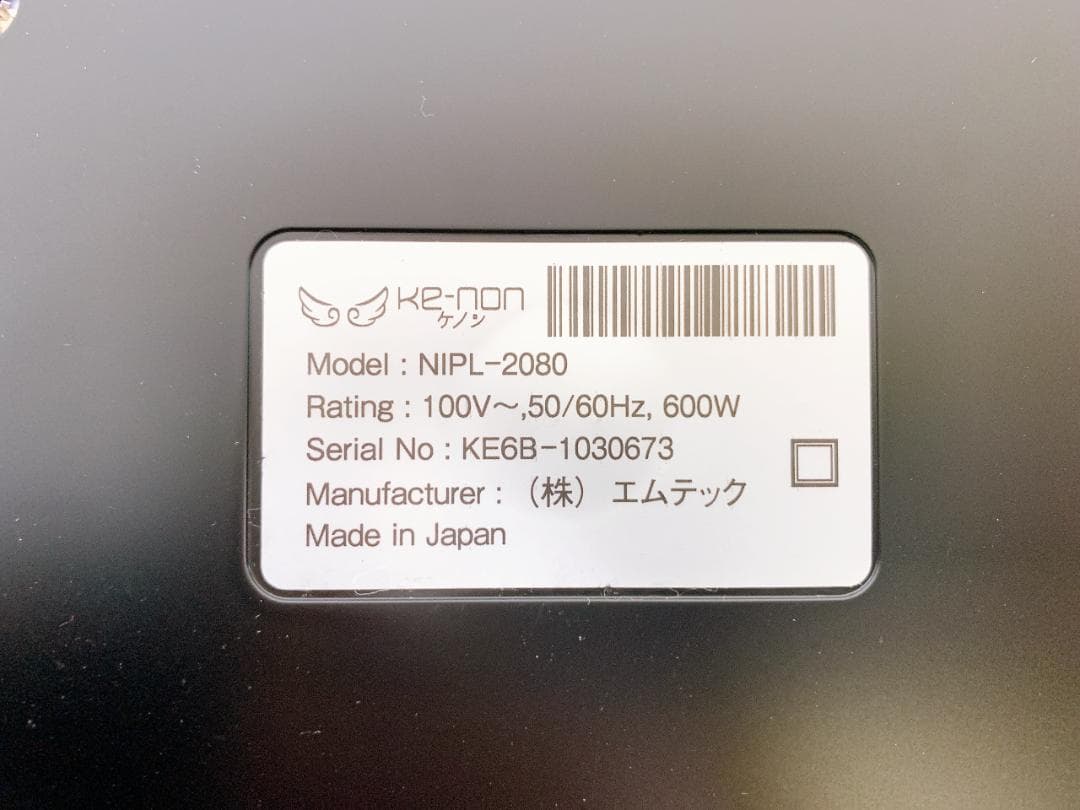 ke-non
ケノン
Model : NIPL-2080
Rating : 100V～,50/60Hz, 600W
Serial No : KE6B-1030673
Manufacturer : （株） エムテック
Made in Japan